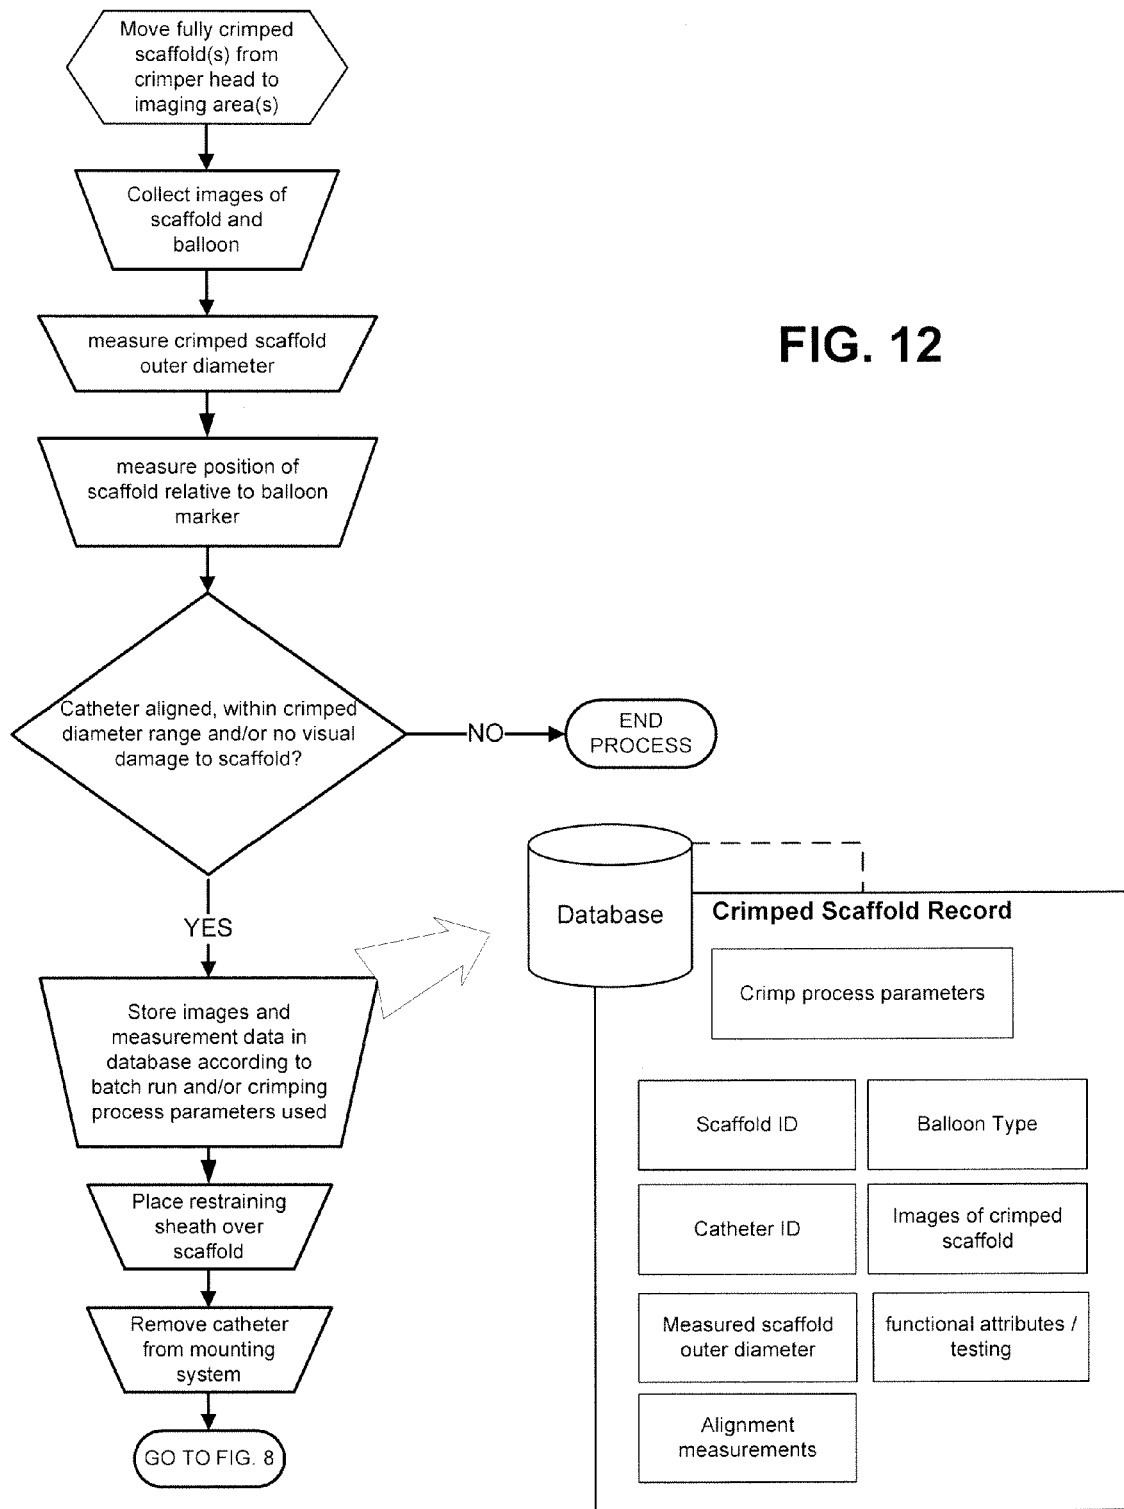 Move fully crimped
scaffold(s) from
crimper head to
imaging area(s)
Collect images of
scaffold and
balloon
measure crimped scaffold
outer diameter
FIG. 12
measure position of
scaffold relative to balloon
marker
Catheter aligned, within crimped
diameter range and/or no visual
damage to scaffold?
NO
END
PROCESS
YES
Store images and
measurement data in
database according to
batch run and/or crimping
process parameters used
Place restraining
sheath over
scaffold
Remove catheter
from mounting
system
GO TO FIG. 8
Database
Crimped Scaffold Record
Crimp process parameters
Scaffold ID
Balloon Type
Catheter ID
Images of crimped
scaffold
Measured scaffold
outer diameter
functional attributes /
testing
Alignment
measurements